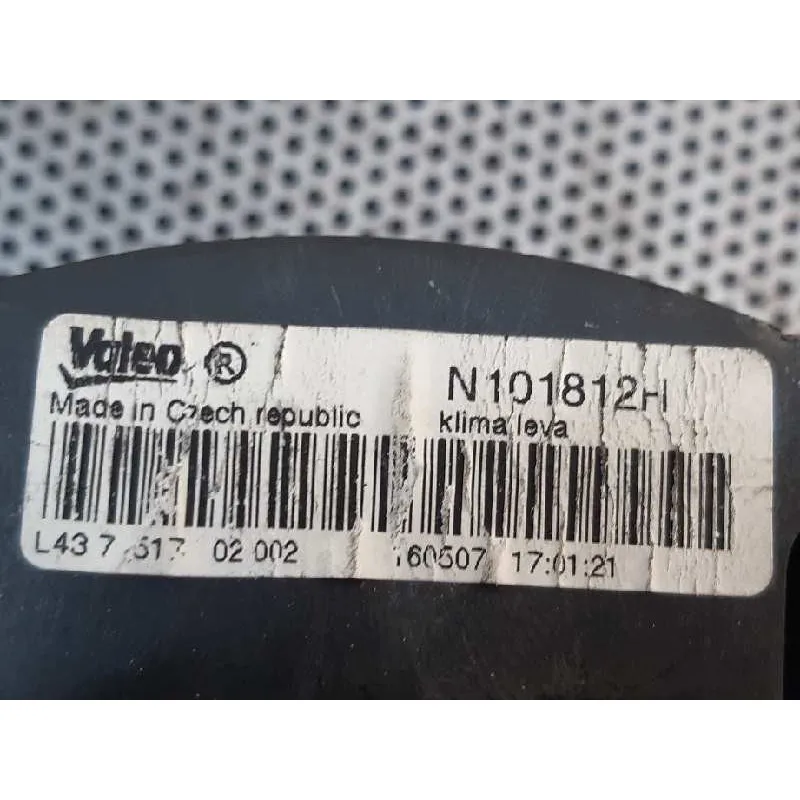 Valeo ®
N101812H
Made in Czech republic
klima leva
L43 7 517 02 002
160507 17:01:21